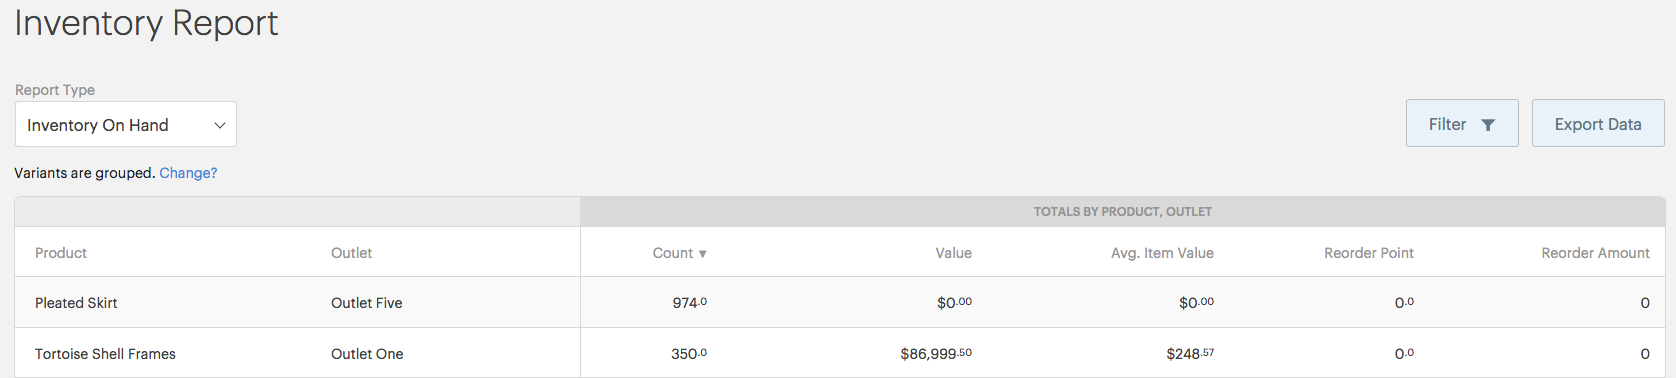 Inventory Report
Report Type
Inventory On Hand
Filter
Export Data
Variants are grouped. Change?
TOTALS BY PRODUCT, OUTLET
Product Outlet Count ▼ Value Avg. Item Value Reorder Point Reorder Amount
Pleated Skirt Outlet Five 974.0 $0.00 $0.00 0.0 0
Tortoise Shell Frames Outlet One 350.0 $86,999.50 $248.57 0.0 0